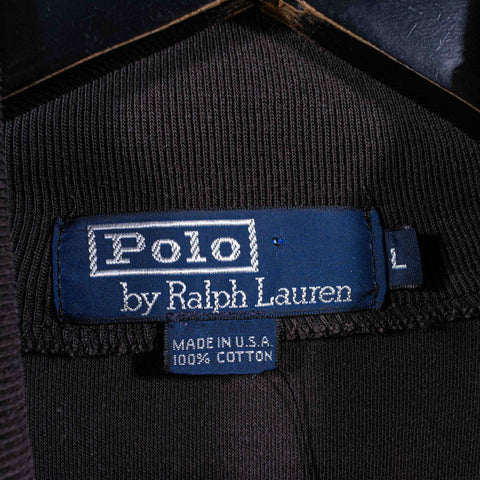 Polo
by Ralph Lauren
L
MADE IN U.S.A.
100% COTTON